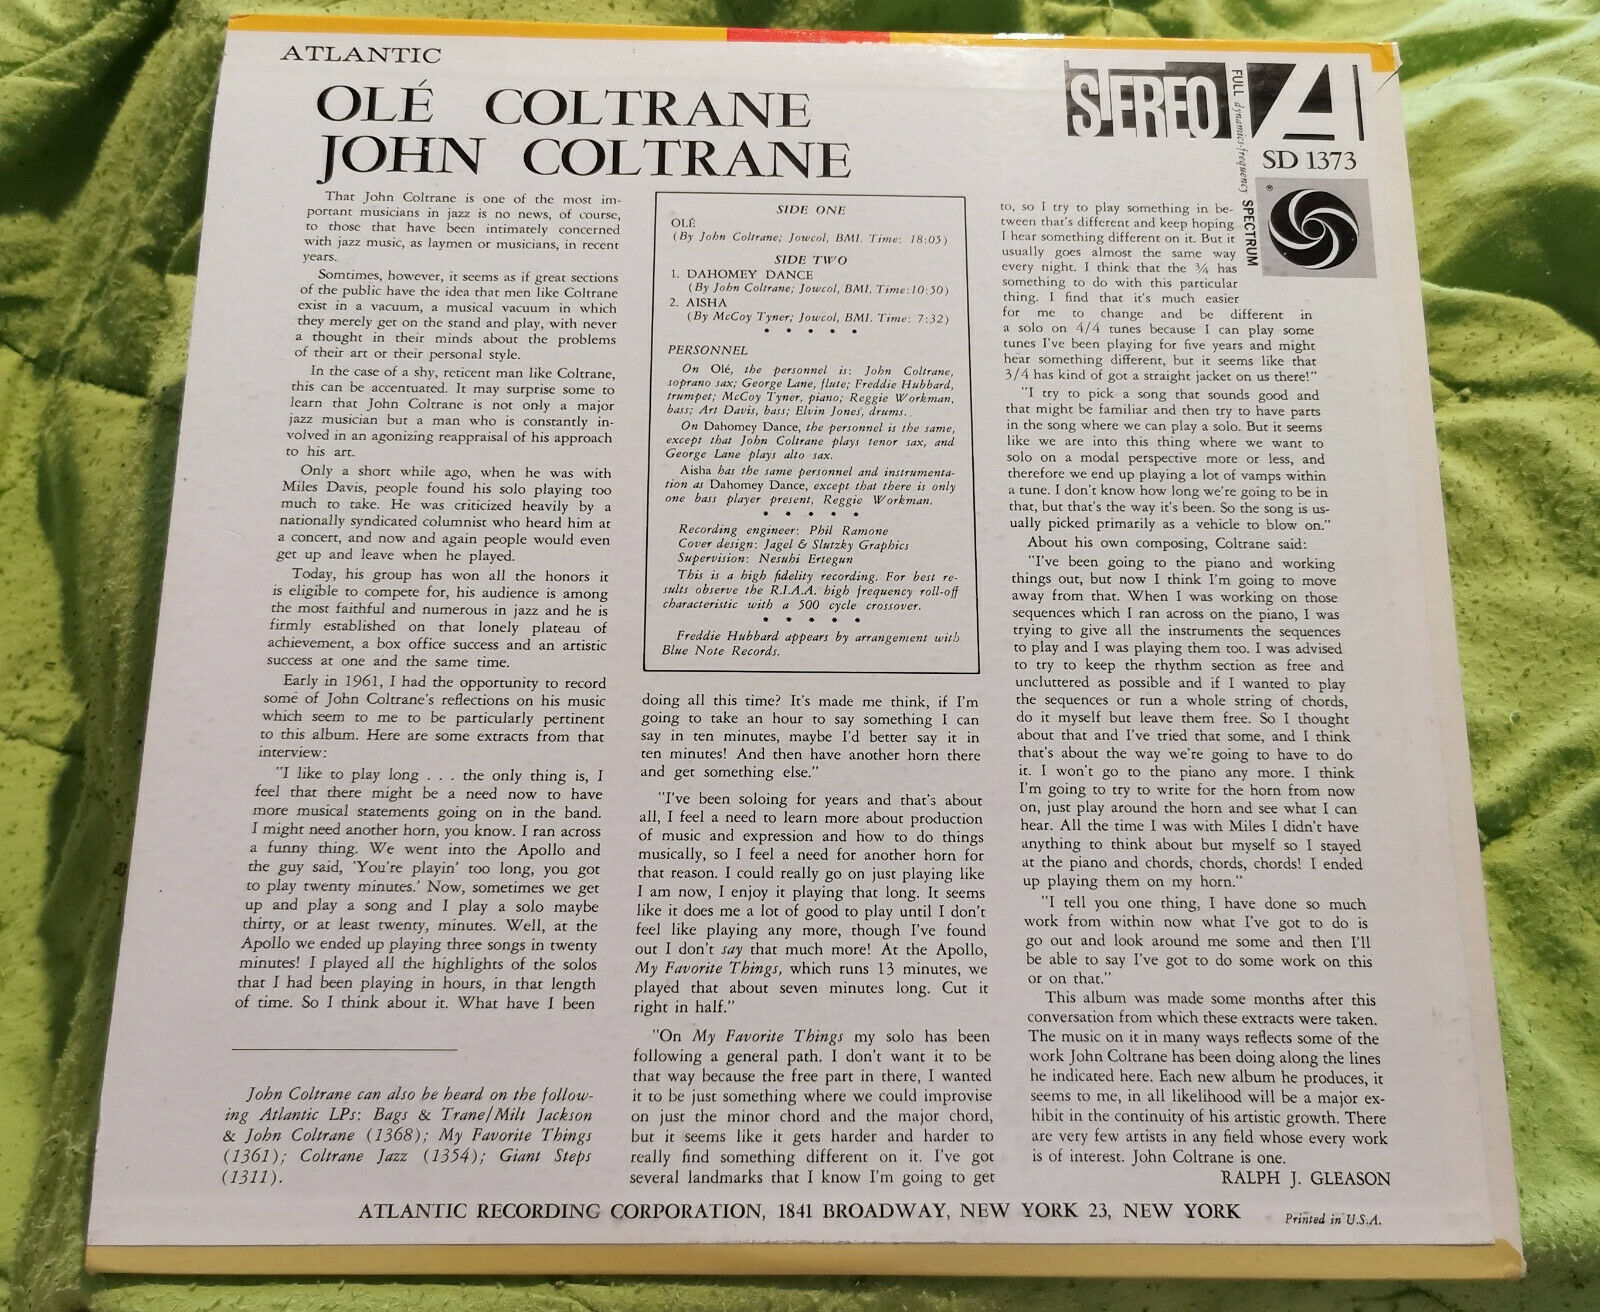 ATLANTIC
OLÉ COLTRANE
JOHN COLTRANE
STEREO
FULL dynamics-frequency SPECTRUM
A
SD 1373
®
That John Coltrane is one of the most im-
portant musicians in jazz is no news, of course,
to those that have been intimately concerned
with jazz music, as laymen or musicians, in recent
years.
Somtimes, however, it seems as if great sections
of the public have the idea that men like Coltrane
exist in a vacuum, a musical vacuum in which
they merely get on the stand and play, with never
a thought in their minds about the problems
of their art or their personal style.
In the case of a shy, reticent man like Coltrane,
this can be accentuated. It may surprise some to
learn that John Coltrane is not only a major
jazz musician but a man who is constantly in-
volved in an agonizing reappraisal of his approach
to his art.
Only a short while ago, when he was with
Miles Davis, people found his solo playing too
much to take. He was criticized heavily by a
nationally syndicated columnist who heard him at
a concert, and now and again people would even
get up and leave when he played.
Today, his group has won all the honors it
is eligible to compete for, his audience is among
the most faithful and numerous in jazz and he is
firmly established on that lonely plateau of
achievement, a box office success and an artistic
success at one and the same time.
Early in 1961, I had the opportunity to record
some of John Coltrane's reflections on his music
which seem to me to be particularly pertinent
to this album. Here are some extracts from that
interview:
"I like to play long . . . the only thing is, I
feel that there might be a need now to have
more musical statements going on in the band.
I might need another horn, you know. I ran across
a funny thing. We went into the Apollo and
the guy said, 'You're playin' too long, you got
to play twenty minutes.' Now, sometimes we get
up and play a song and I play a solo maybe
thirty, or at least twenty, minutes. Well, at the
Apollo we ended up playing three songs in twenty
minutes! I played all the highlights of the solos
that I had been playing in hours, in that length
of time. So I think about it. What have I been
John Coltrane can also be heard on the follow-
ing Atlantic LPs: Bags & Trane/Milt Jackson
& John Coltrane (1368); My Favorite Things
(1361); Coltrane Jazz (1354); Giant Steps
(1311).
SIDE ONE
OLÉ
(By John Coltrane; Jowcol, BMI. Time: 18:05)
SIDE TWO
1. DAHOMEY DANCE
(By John Coltrane; Jowcol, BMI. Time: 10:50)
2. AISHA
(By McCoy Tyner; Jowcol, BMI. Time: 7:32)
* * * * *
PERSONNEL
On Olé, the personnel is: John Coltrane,
soprano sax; George Lane, flute; Freddie Hubbard,
trumpet; McCoy Tyner, piano; Reggie Workman,
bass; Art Davis, bass; Elvin Jones, drums.
On Dahomey Dance, the personnel is the same,
except that John Coltrane plays tenor sax, and
George Lane plays alto sax.
Aisha has the same personnel and instrumenta-
tion as Dahomey Dance, except that there is only
one bass player present, Reggie Workman.
* * * * *
Recording engineer: Phil Ramone
Cover design: Jagel & Slutzky Graphics
Supervision: Nesuhi Ertegun
This is a high fidelity recording. For best re-
sults observe the R.I.A.A. high frequency roll-off
characteristic with a 500 cycle crossover.
* * * * *
Freddie Hubbard appears by arrangement with
Blue Note Records.
doing all this time? It's made me think, if I'm
going to take an hour to say something I can
say in ten minutes, maybe I'd better say it in
ten minutes! And then have another horn there
and get something else."
"I've been soloing for years and that's about
all, I feel a need to learn more about production
of music and expression and how to do things
musically, so I feel a need for another horn for
that reason. I could really go on just playing like
I am now, I enjoy it playing that long. It seems
like it does me a lot of good to play until I don't
feel like playing any more, though I've found
out I don't say that much more! At the Apollo,
My Favorite Things, which runs 13 minutes, we
played that about seven minutes long. Cut it
right in half."
"On My Favorite Things my solo has been
following a general path. I don't want it to be
that way because the free part in there, I wanted
it to be just something where we could improvise
on just the minor chord and the major chord,
but it seems like it gets harder and harder to
really find something different on it. I've got
several landmarks that I know I'm going to get
to, so I try to play something in be-
tween that's different and keep hoping
I hear something different on it. But it
usually goes almost the same way
every night. I think that the ¾ has
something to do with this particular
thing. I find that it's much easier
for me to change and be different in
a solo on 4/4 tunes because I can play some
tunes I've been playing for five years and might
hear something different, but it seems like that
3/4 has kind of got a straight jacket on us there!"
"I try to pick a song that sounds good and
that might be familiar and then try to have parts
in the song where we can play a solo. But it seems
like we are into this thing where we want to
solo on a modal perspective more or less, and
therefore we end up playing a lot of vamps within
a tune. I don't know how long we're going to be in
that, but that's the way it's been. So the song is us-
ually picked primarily as a vehicle to blow on."
About his own composing, Coltrane said:
"I've been going to the piano and working
things out, but now I think I'm going to move
away from that. When I was working on those
sequences which I ran across on the piano, I was
trying to give all the instruments the sequences
to play and I was playing them too. I was advised
to try to keep the rhythm section as free and
uncluttered as possible and if I wanted to play
the sequences or run a whole string of chords,
do it myself but leave them free. So I thought
about that and I've tried that some, and I think
that's about the way we're going to have to do
it. I won't go to the piano any more. I think
I'm going to try to write for the horn from now
on, just play around the horn and see what I can
hear. All the time I was with Miles I didn't have
anything to think about but myself so I stayed
at the piano and chords, chords, chords! I ended
up playing them on my horn."
"I tell you one thing, I have done so much
work from within now what I've got to do is
go out and look around me some and then I'll
be able to say I've got to do some work on this
or on that."
This album was made some months after this
conversation from which these extracts were taken.
The music on it in many ways reflects some of the
work John Coltrane has been doing along the lines
he indicated here. Each new album he produces, it
seems to me, in all likelihood will be a major ex-
hibit in the continuity of his artistic growth. There
are very few artists in any field whose every work
is of interest. John Coltrane is one.
RALPH J. GLEASON
ATLANTIC RECORDING CORPORATION, 1841 BROADWAY, NEW YORK 23, NEW YORK
Printed in U.S.A.